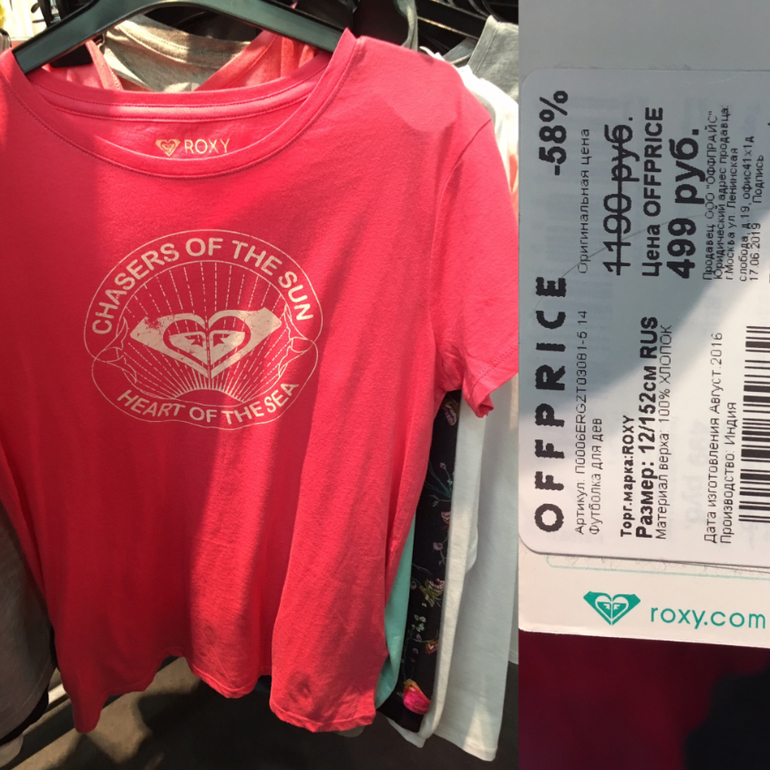 ROXY
CHASERS OF THE SUN
HEART OF THE SEA
OFFPRICE -58%
Артикул: П0006ERGZT03081-6 14
Футболка для дев
Оригинальная цена
1190 руб.
Торг.марка:ROXY
Цена OFFPRICE
Размер: 12/152см RUS
499 руб.
Материал верха: 100% ХЛОПОК
Продавец: ООО "ОФФПРАЙС"
Юридический адрес продавца:
г.Москва ул. Ленинская
слобода, д.19, офис41х1д
17.06.2019 Подпись
Дата изготовления Август 2016
Производство: Индия
roxy.com